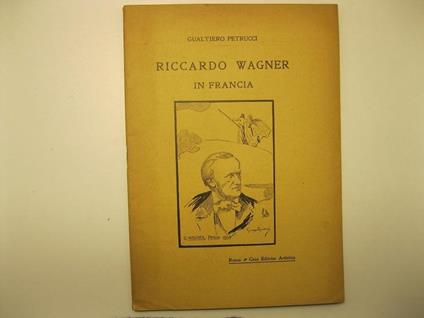 GUALTIERO PETRUCCI
RICCARDO WAGNER
IN FRANCIA
Roma Casa Editrice Artistica